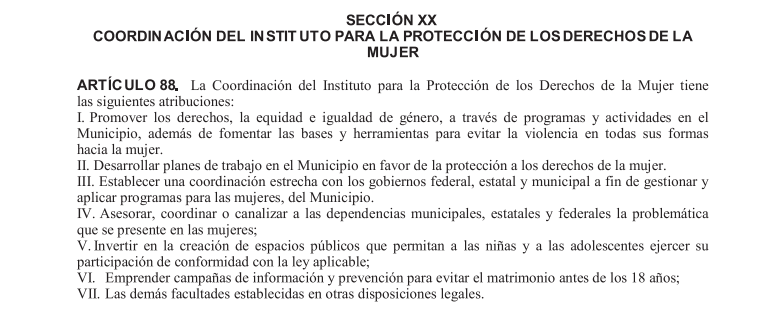 SECCIÓN XX
COORDINACIÓN DEL INSTITUTO PARA LA PROTECCIÓN DE LOS DERECHOS DE LA
MUJER
ARTÍCULO 88. La Coordinación del Instituto para la Protección de los Derechos de la Mujer tiene
las siguientes atribuciones:
I. Promover los derechos, la equidad e igualdad de género, a través de programas y actividades en el
Municipio, además de fomentar las bases y herramientas para evitar la violencia en todas sus formas
hacia la mujer.
II. Desarrollar planes de trabajo en el Municipio en favor de la protección a los derechos de la mujer.
III. Establecer una coordinación estrecha con los gobiernos federal, estatal y municipal a fin de gestionar y
aplicar programas para las mujeres, del Municipio.
IV. Asesorar, coordinar o canalizar a las dependencias municipales, estatales y federales la problemática
que se presente en las mujeres;
V. Invertir en la creación de espacios públicos que permitan a las niñas y a las adolescentes ejercer su
participación de conformidad con la ley aplicable;
VI. Emprender campañas de información y prevención para evitar el matrimonio antes de los 18 años;
VII. Las demás facultades establecidas en otras disposiciones legales.